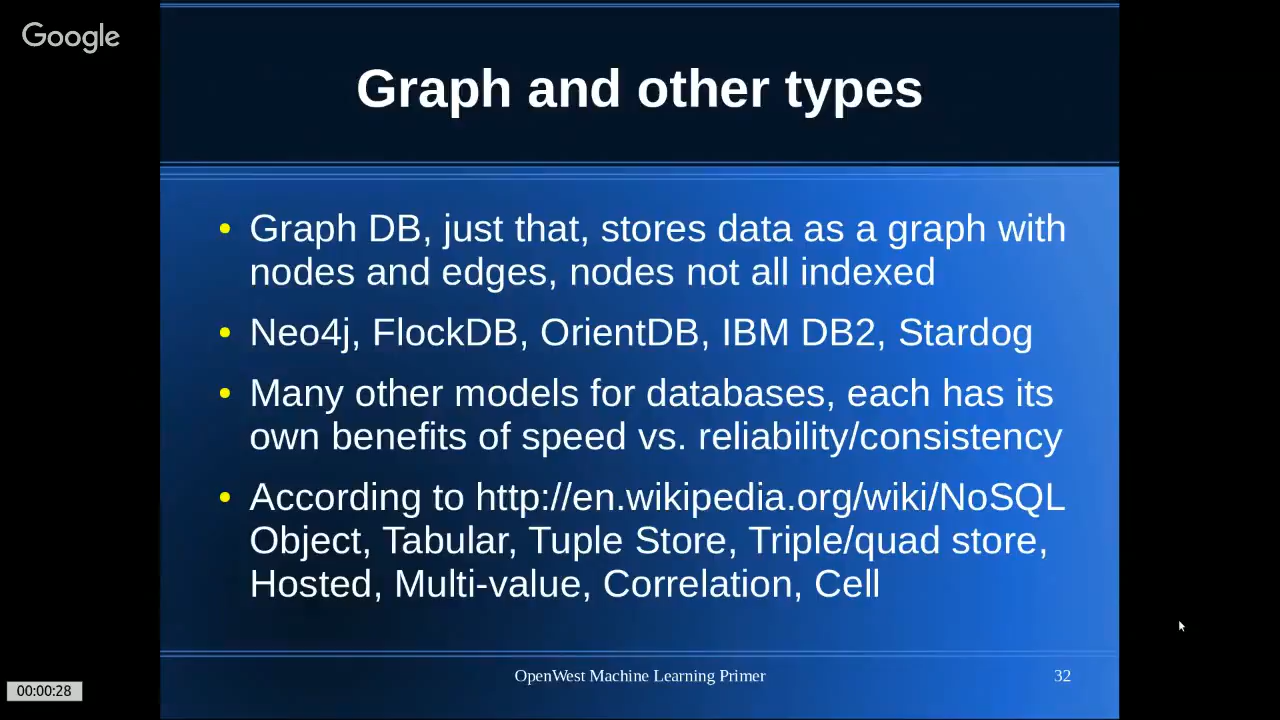 Google
Graph and other types
• Graph DB, just that, stores data as a graph with
nodes and edges, nodes not all indexed
• Neo4j, FlockDB, OrientDB, IBM DB2, Stardog
• Many other models for databases, each has its
own benefits of speed vs. reliability/consistency
• According to http://en.wikipedia.org/wiki/NoSQL
Object, Tabular, Tuple Store, Triple/quad store,
Hosted, Multi-value, Correlation, Cell
OpenWest Machine Learning Primer
32
00:00:28